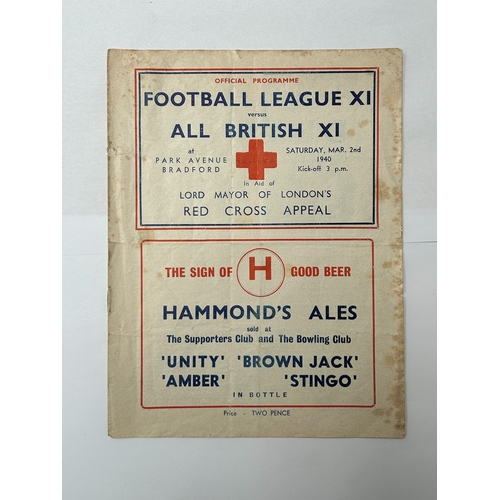 OFFICIAL PROGRAMME
FOOTBALL LEAGUE XI
versus
ALL BRITISH XI
at
PARK AVENUE
BRADFORD
SATURDAY, MAR. 2nd
1940
Kick-off 3 p.m.
In Aid of
LORD MAYOR OF LONDON'S
RED CROSS APPEAL
THE SIGN OF H GOOD BEER
HAMMOND'S ALES
sold at
The Supporters Club and The Bowling Club
'UNITY' 'BROWN JACK'
'AMBER' 'STINGO'
IN BOTTLE
Price - TWO PENCE